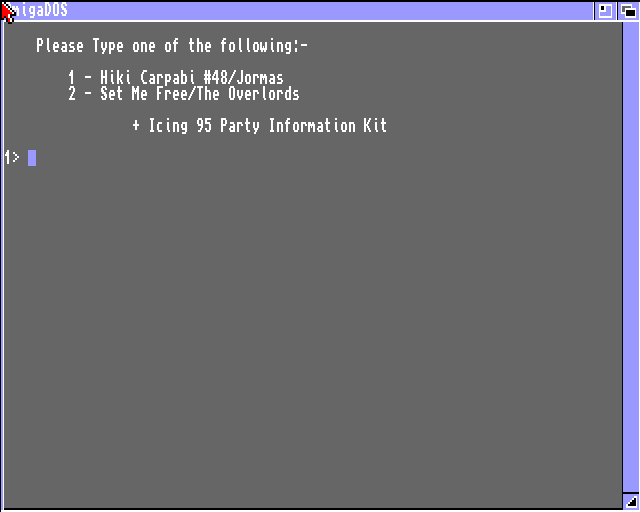 AmigaDOS
Please Type one of the following:-
1 - Hiki Carpabi #48/Jormas
2 - Set Me Free/The Overlords
+ Icing 95 Party Information Kit
1>